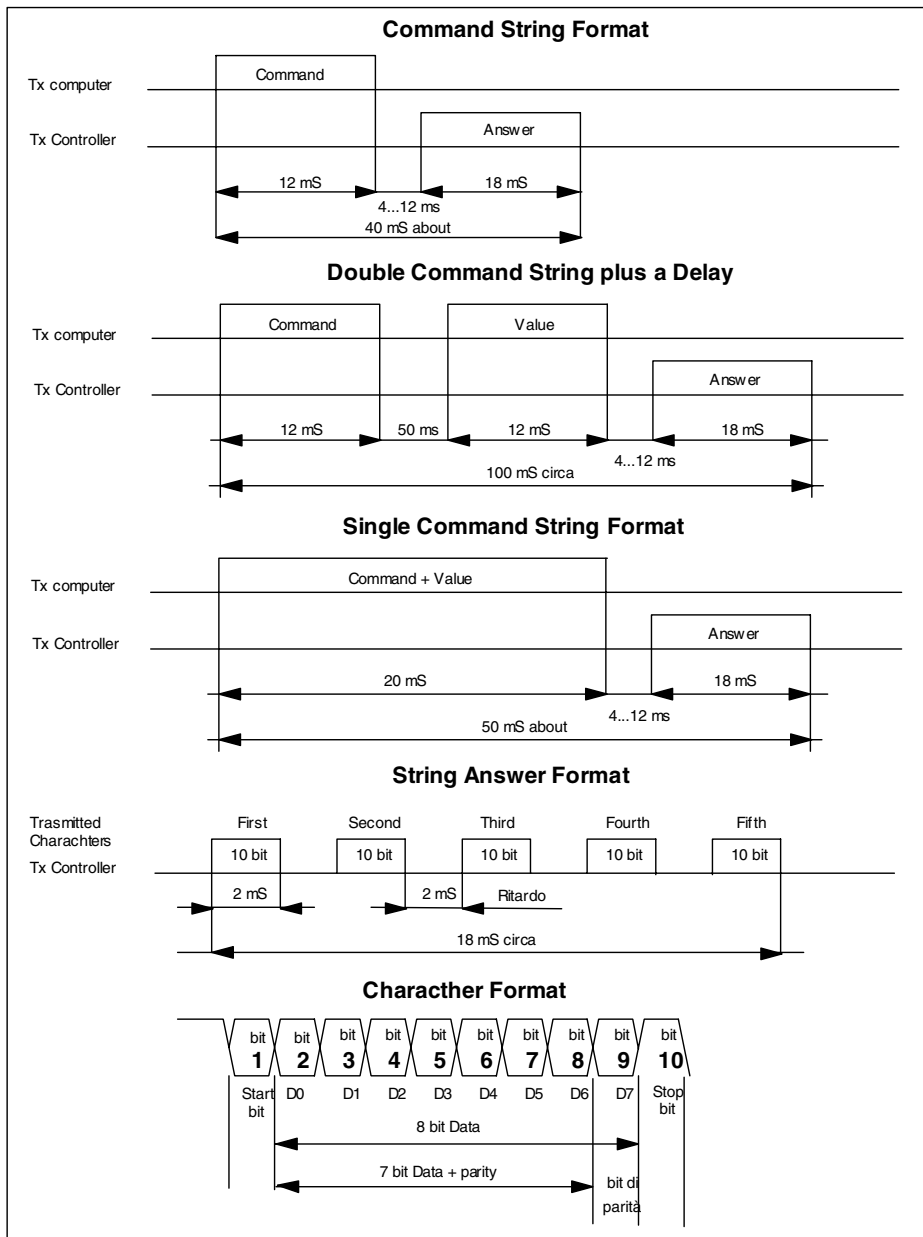 Command String Format
Command
Tx computer
Answer
Tx Controller
12 mS
18 mS
4...12 ms
40 mS about
Double Command String plus a Delay
Command
Value
Tx computer
Answer
Tx Controller
12 mS
50 ms
12 mS
18 mS
4...12 ms
100 mS circa
Single Command String Format
Command + Value
Tx computer
Answer
Tx Controller
20 mS
18 mS
4...12 ms
50 mS about
String Answer Format
Trasmitted
Charachters
First
Second
Third
Fourth
Fifth
10 bit
10 bit
10 bit
10 bit
10 bit
Tx Controller
2 mS
2 mS
Ritardo
18 mS circa
Characther Format
bit bit bit bit bit bit bit bit bit bit
1 2 3 4 5 6 7 8 9 10
Start bit
D0 D1 D2 D3 D4 D5 D6 D7
Stop bit
8 bit Data
7 bit Data + parity
bit di
parità